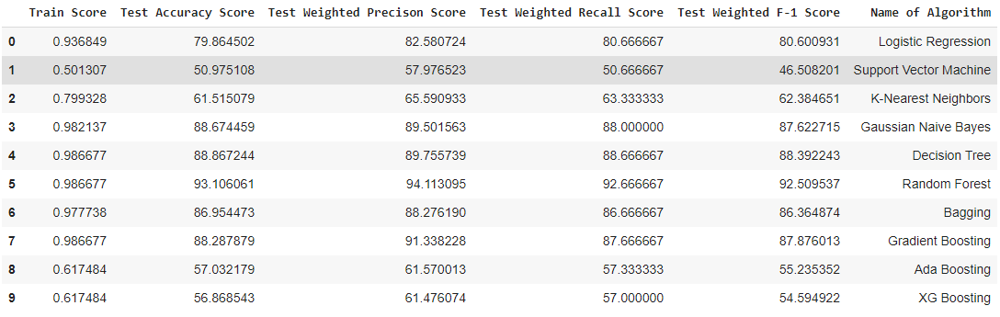 Train Score Test Accuracy Score Test Weighted Precison Score Test Weighted Recall Score Test Weighted F-1 Score Name of Algorithm
0 0.936849 79.864502 82.580724 80.666667 80.600931 Logistic Regression
1 0.501307 50.975108 57.976523 50.666667 46.508201 Support Vector Machine
2 0.799328 61.515079 65.590933 63.333333 62.384651 K-Nearest Neighbors
3 0.982137 88.674459 89.501563 88.000000 87.622715 Gaussian Naive Bayes
4 0.986677 88.867244 89.755739 88.666667 88.392243 Decision Tree
5 0.986677 93.106061 94.113095 92.666667 92.509537 Random Forest
6 0.977738 86.954473 88.276190 86.666667 86.364874 Bagging
7 0.986677 88.287879 91.338228 87.666667 87.876013 Gradient Boosting
8 0.617484 57.032179 61.570013 57.333333 55.235352 Ada Boosting
9 0.617484 56.868543 61.476074 57.000000 54.594922 XG Boosting